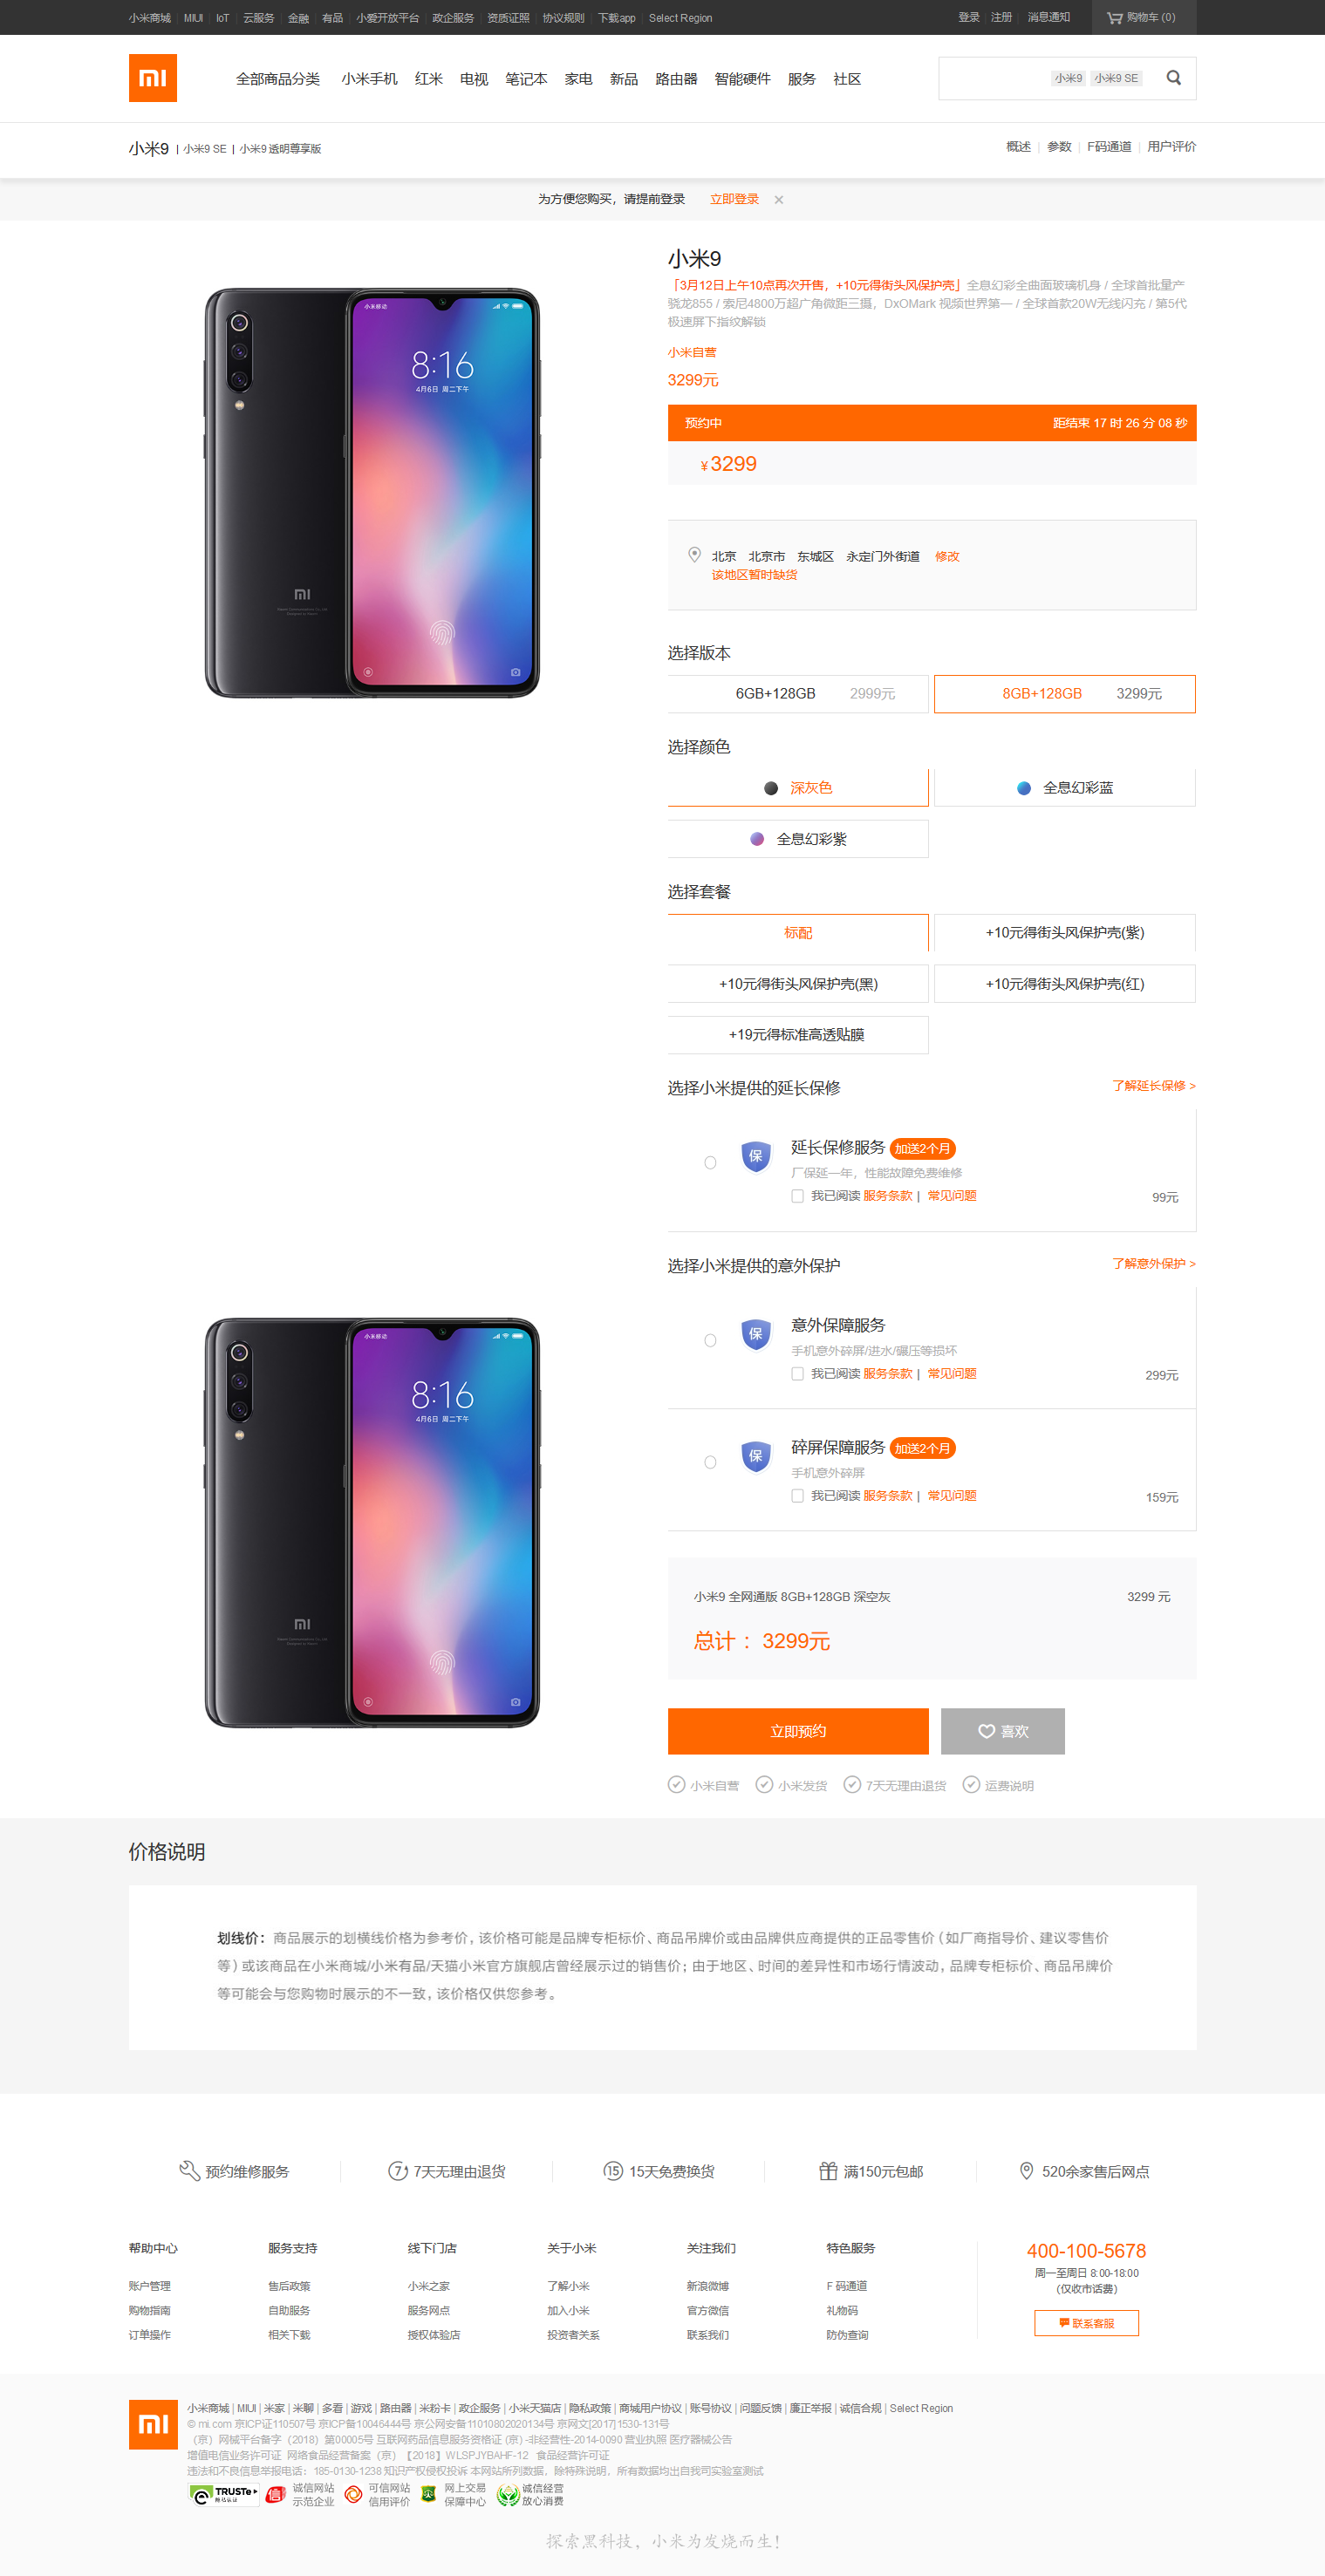 小米商城 | MIUI | IoT | 云服务 | 金融 | 有品 | 小爱开放平台 | 政企服务 | 资质证照 | 协议规则 | 下载app | Select Region
登录 | 注册 | 消息通知 购物车 (0)
mi 全部商品分类 小米手机 红米 电视 笔记本 家电 新品 路由器 智能硬件 服务 社区 小米9 小米9 SE
小米9 | 小米9 SE | 小米9 透明尊享版 概述 | 参数 | F码通道 | 用户评价
为方便您购买，请提前登录 立即登录 ×
小米9
「3月12日上午10点再次开售，+10元得街头风保护壳」全息幻彩全曲面玻璃机身 / 全球首批量产
骁龙855 / 索尼4800万超广角微距三摄，DxOMark 视频世界第一 / 全球首款20W无线闪充 / 第5代
极速屏下指纹解锁
小米自营
3299元
预约中 距结束 17 时 26 分 08 秒
¥ 3299
小米移动
8:16
4月6日 周二下午
mi
北京 北京市 东城区 永定门外街道 修改
该地区暂时缺货
选择版本
6GB+128GB 2999元 8GB+128GB 3299元
选择颜色
深灰色 全息幻彩蓝
全息幻彩紫
选择套餐
标配 +10元得街头风保护壳(紫)
+10元得街头风保护壳(黑) +10元得街头风保护壳(红)
+19元得标准高透贴膜
选择小米提供的延长保修 了解延长保修 >
保 延长保修服务 加送2个月
厂保延一年，性能故障免费维修
我已阅读 服务条款 | 常见问题 99元
选择小米提供的意外保护 了解意外保护 >
保 意外保障服务
手机意外碎屏/进水/碾压等损坏
我已阅读 服务条款 | 常见问题 299元
保 碎屏保障服务 加送2个月
手机意外碎屏
我已阅读 服务条款 | 常见问题 159元
小米移动
8:16
4月6日 周二下午
mi
小米9 全网通版 8GB+128GB 深空灰 3299 元
总计 ：3299元
立即预约 喜欢
小米自营 小米发货 7天无理由退货 运费说明
价格说明
划线价：商品展示的划横线价格为参考价，该价格可能是品牌专柜标价、商品吊牌价或由品牌供应商提供的正品零售价（如厂商指导价、建议零售价
等）或该商品在小米商城/小米有品/天猫小米官方旗舰店曾经展示过的销售价；由于地区、时间的差异性和市场行情波动，品牌专柜标价、商品吊牌价
等可能会与您购物时展示的不一致，该价格仅供您参考。
预约维修服务 7 7天无理由退货 15 15天免费换货 满150元包邮 520余家售后网点
帮助中心 服务支持 线下门店 关于小米 关注我们 特色服务 400-100-5678
周一至周日 8:00-18:00
账户管理 售后政策 小米之家 了解小米 新浪微博 F 码通道 （仅收市话费）
购物指南 自助服务 服务网点 加入小米 官方微信 礼物码
订单操作 相关下载 授权体验店 投资者关系 联系我们 防伪查询 联系客服
mi 小米商城 | MIUI | 米家 | 米聊 | 多看 | 游戏 | 路由器 | 米粉卡 | 政企服务 | 小米天猫店 | 隐私政策 | 商城用户协议 | 账号协议 | 问题反馈 | 廉正举报 | 诚信合规 | Select Region
© mi.com 京ICP证110507号 京ICP备10046444号 京公网安备11010802020134号 京网文[2017]1530-131号
（京）网械平台备字（2018）第00005号 互联网药品信息服务资格证 (京) -非经营性-2014-0090 营业执照 医疗器械公告
增值电信业务许可证 网络食品经营备案（京）【2018】WLSPJYBAHF-12 食品经营许可证
违法和不良信息举报电话：185-0130-1238 知识产权侵权投诉 本网站所列数据，除特殊说明，所有数据均出自我司实验室测试
TRUSTe 信 诚信网站 示范企业 可信网站 信用评价 网上交易 保障中心 诚信经营 放心消费
探索黑科技，小米为发烧而生！